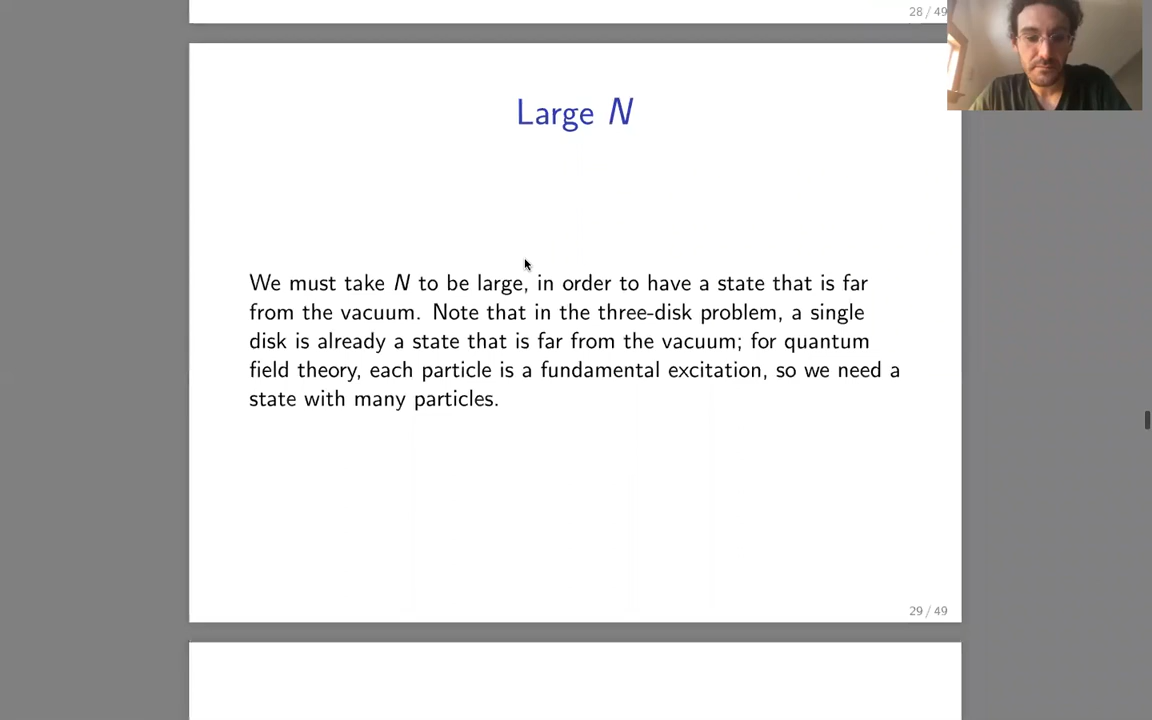 28 / 49
Large N
We must take N to be large, in order to have a state that is far
from the vacuum. Note that in the three-disk problem, a single
disk is already a state that is far from the vacuum; for quantum
field theory, each particle is a fundamental excitation, so we need a
state with many particles.
29 / 49